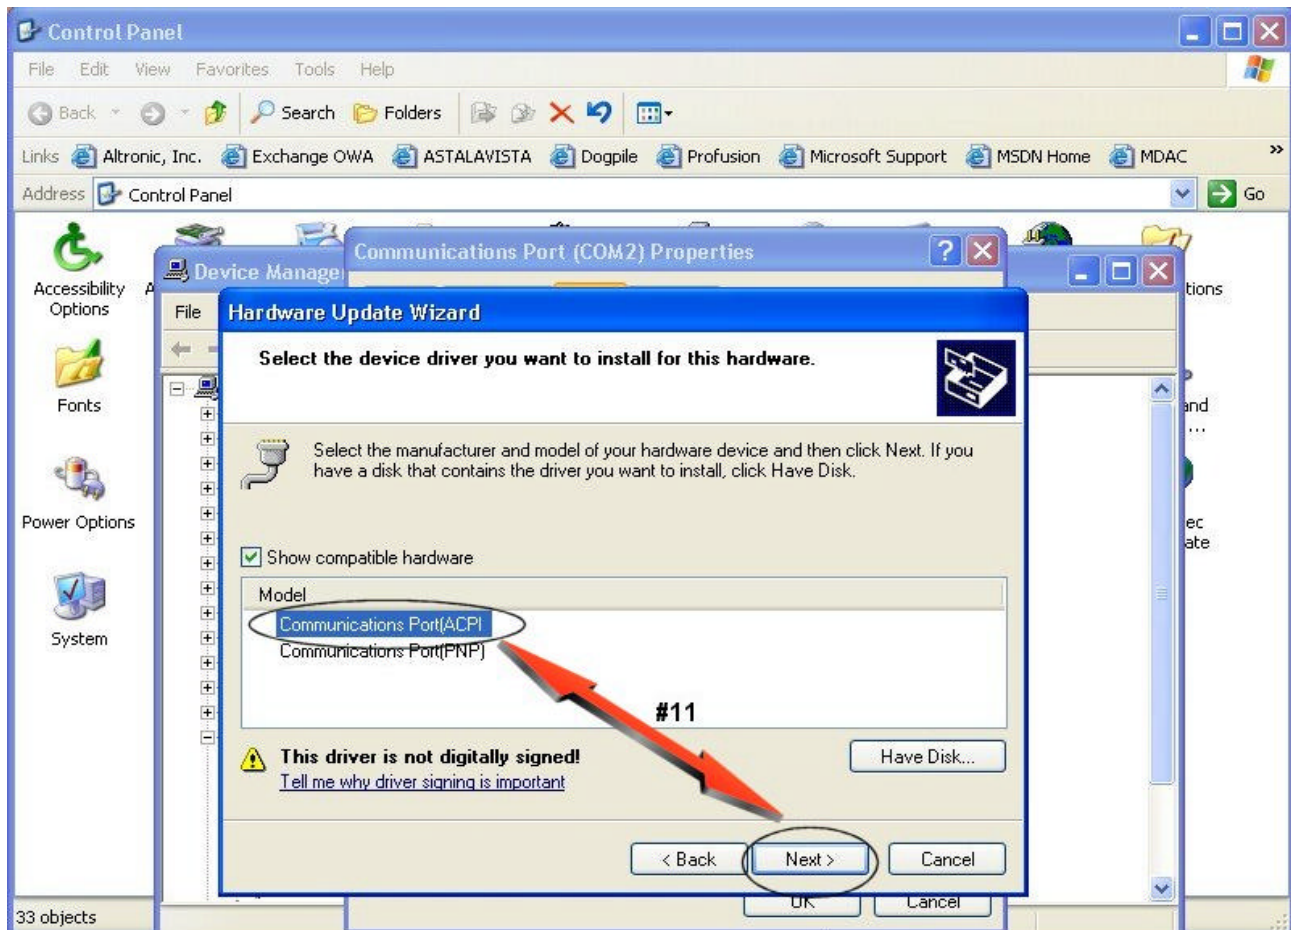 Control Panel
File Edit View Favorites Tools Help
Back Search Folders
Links Altronic, Inc. Exchange OWA ASTALAVISTA Dogpile Profusion Microsoft Support MSDN Home MDAC »
Address Control Panel Go
Communications Port (COM2) Properties
Device Manage
Accessibility
Options
tions
File
Hardware Update Wizard
Select the device driver you want to install for this hardware.
Fonts
and
...
Select the manufacturer and model of your hardware device and then click Next. If you
have a disk that contains the driver you want to install, click Have Disk.
Power Options
ec
ate
Show compatible hardware
Model
Communications Port(ACPI
Communications Port(PNP)
System
#11
This driver is not digitally signed!
Have Disk...
Tell me why driver signing is important
< Back Next > Cancel
OK Cancel
33 objects